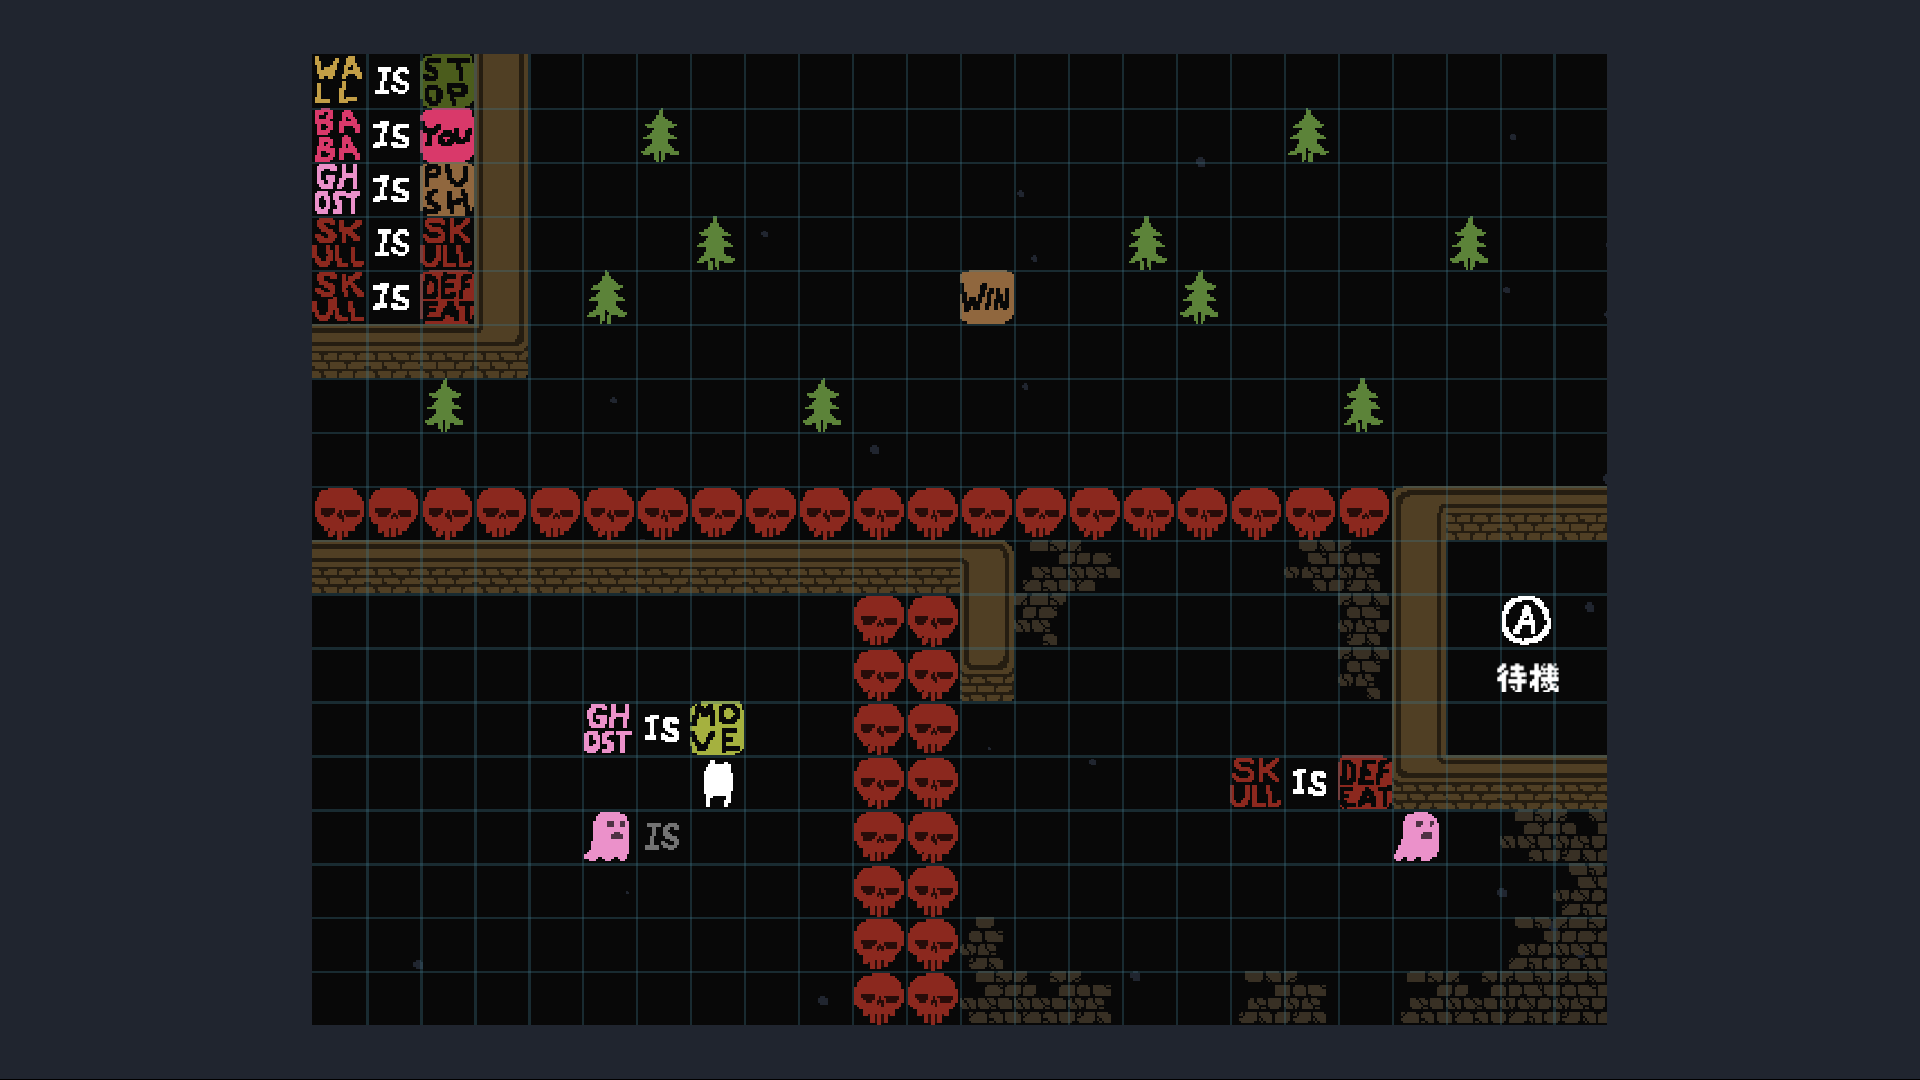 WALL IS STOP
BABA IS YOU
GHOST IS PUSH
SKULL IS SKULL
SKULL IS DEFEAT
WIN
A
待機
GHOST IS MOVE
SKULL IS DEFEAT
IS